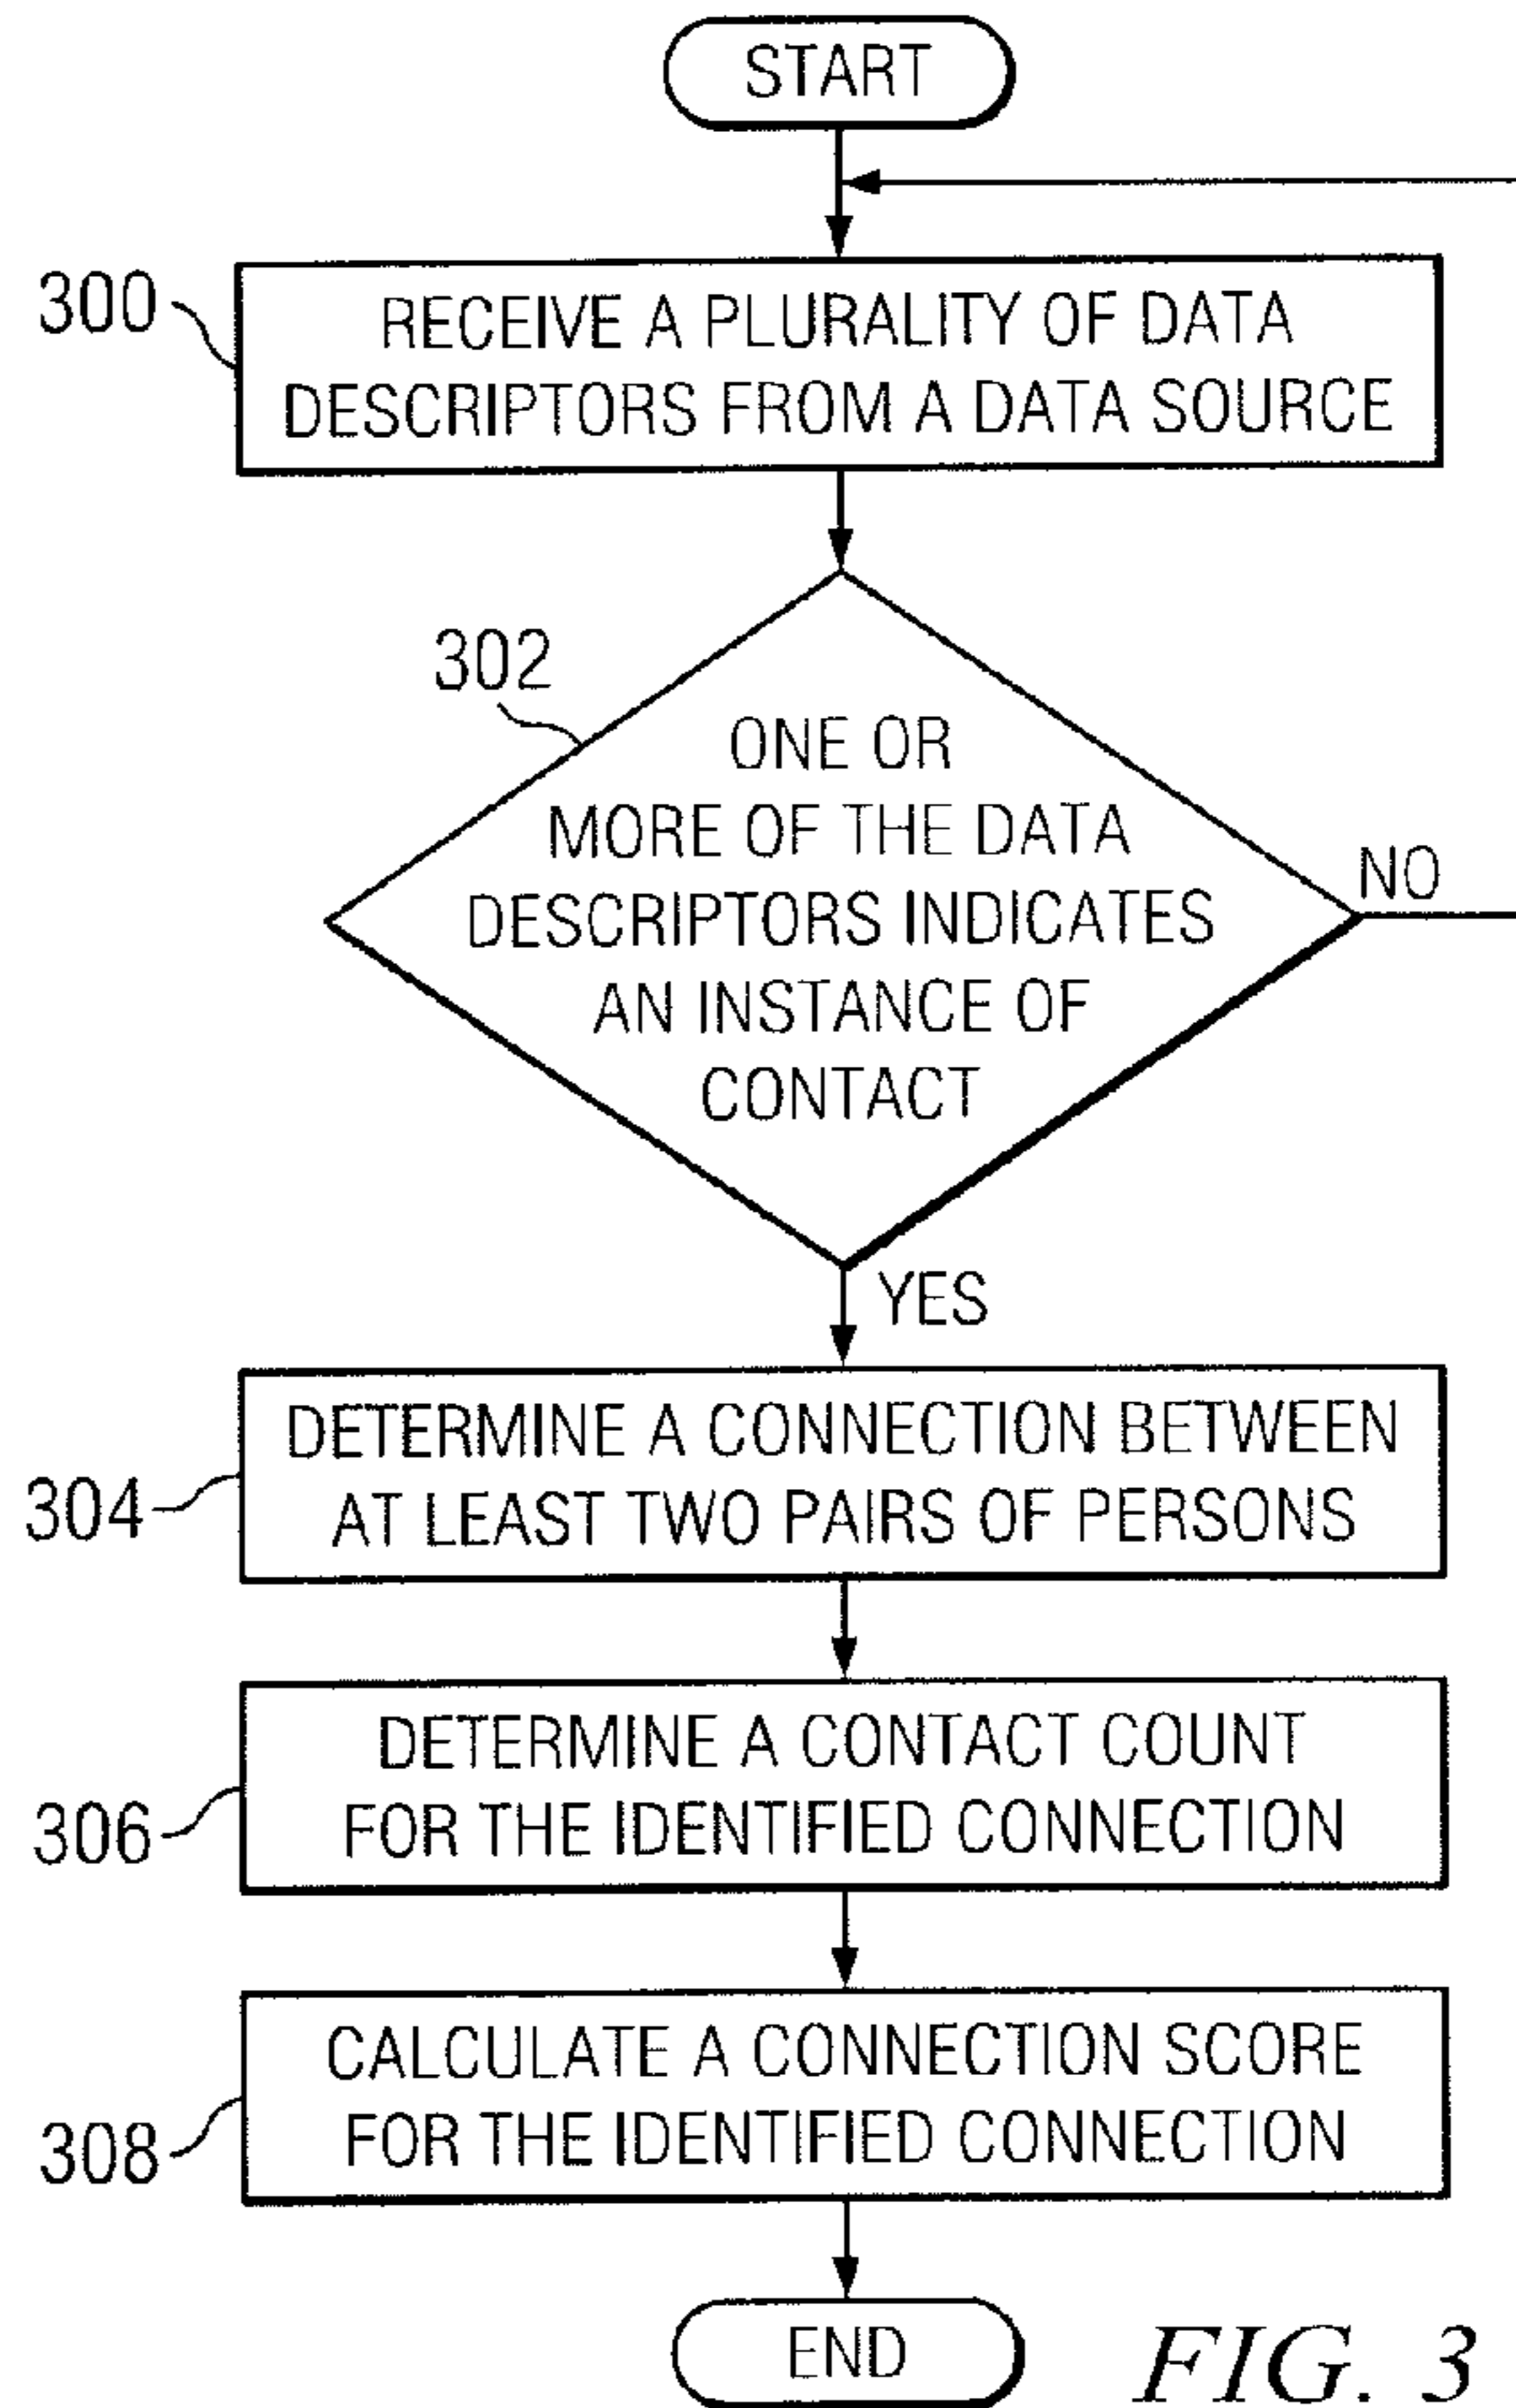 START
300
RECEIVE A PLURALITY OF DATA
DESCRIPTORS FROM A DATA SOURCE
302
ONE OR
MORE OF THE DATA
DESCRIPTORS INDICATES
AN INSTANCE OF
CONTACT
NO
YES
304
DETERMINE A CONNECTION BETWEEN
AT LEAST TWO PAIRS OF PERSONS
306
DETERMINE A CONTACT COUNT
FOR THE IDENTIFIED CONNECTION
308
CALCULATE A CONNECTION SCORE
FOR THE IDENTIFIED CONNECTION
END
FIG. 3